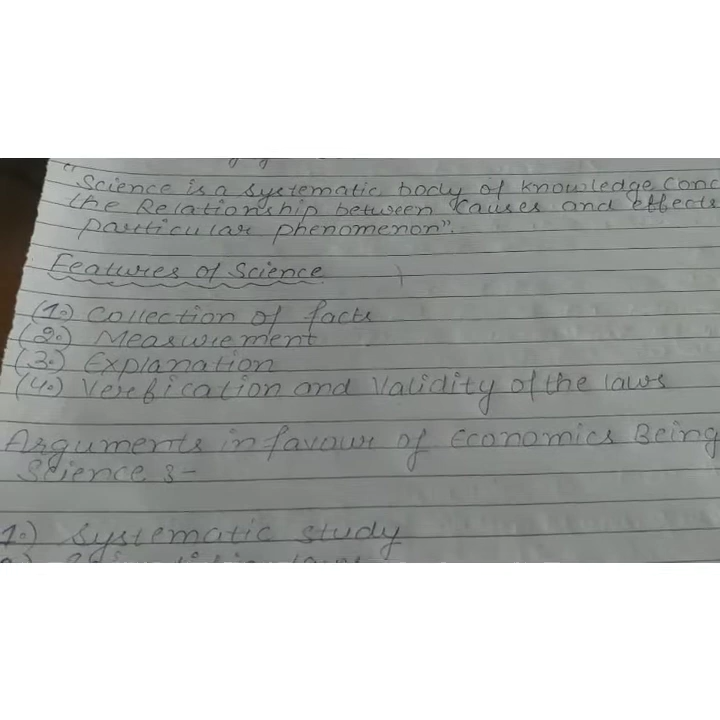 "Science is a systematic body of knowledge conc
the Relationship between causes and effects
particular phenomenon".
Features of Science
(1.) Collection of facts
(2.) Measurement
(3.) Explanation
(4.) Verification and Validity of the laws
Arguments in favour of Economics Being
Science :-
1.) Systematic study